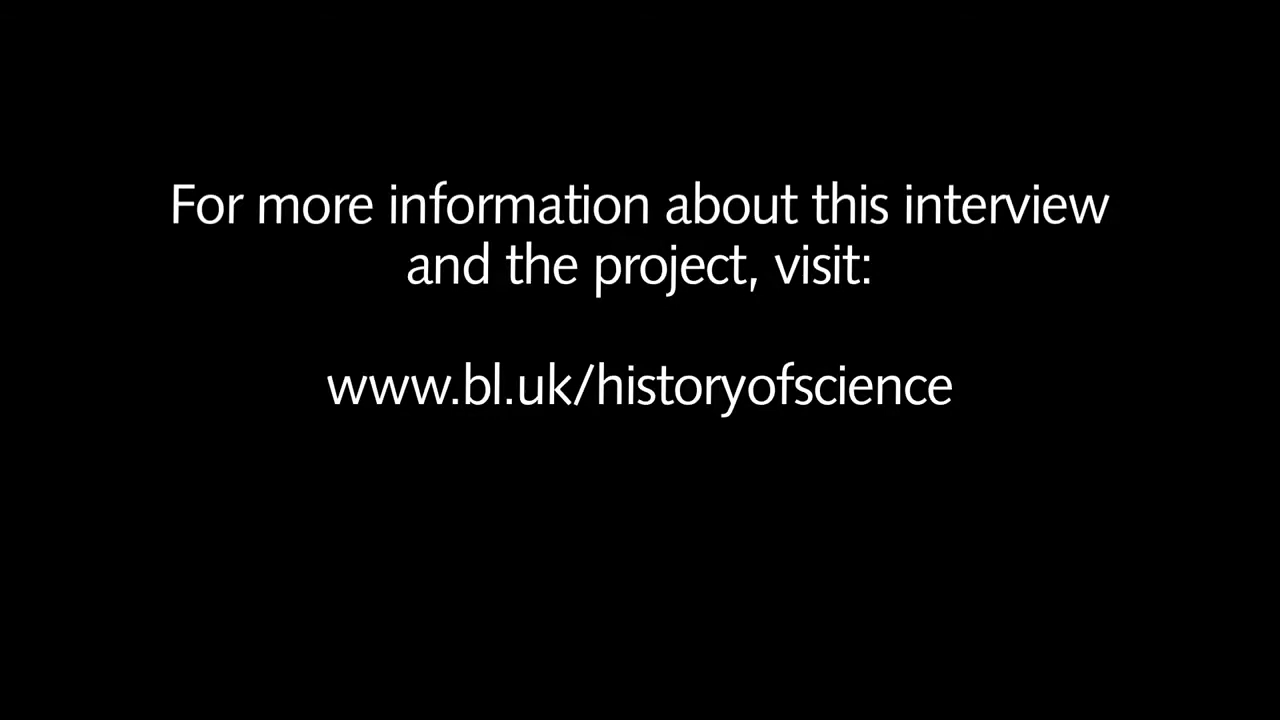 For more information about this interview
and the project, visit:
www.bl.uk/historyofscience